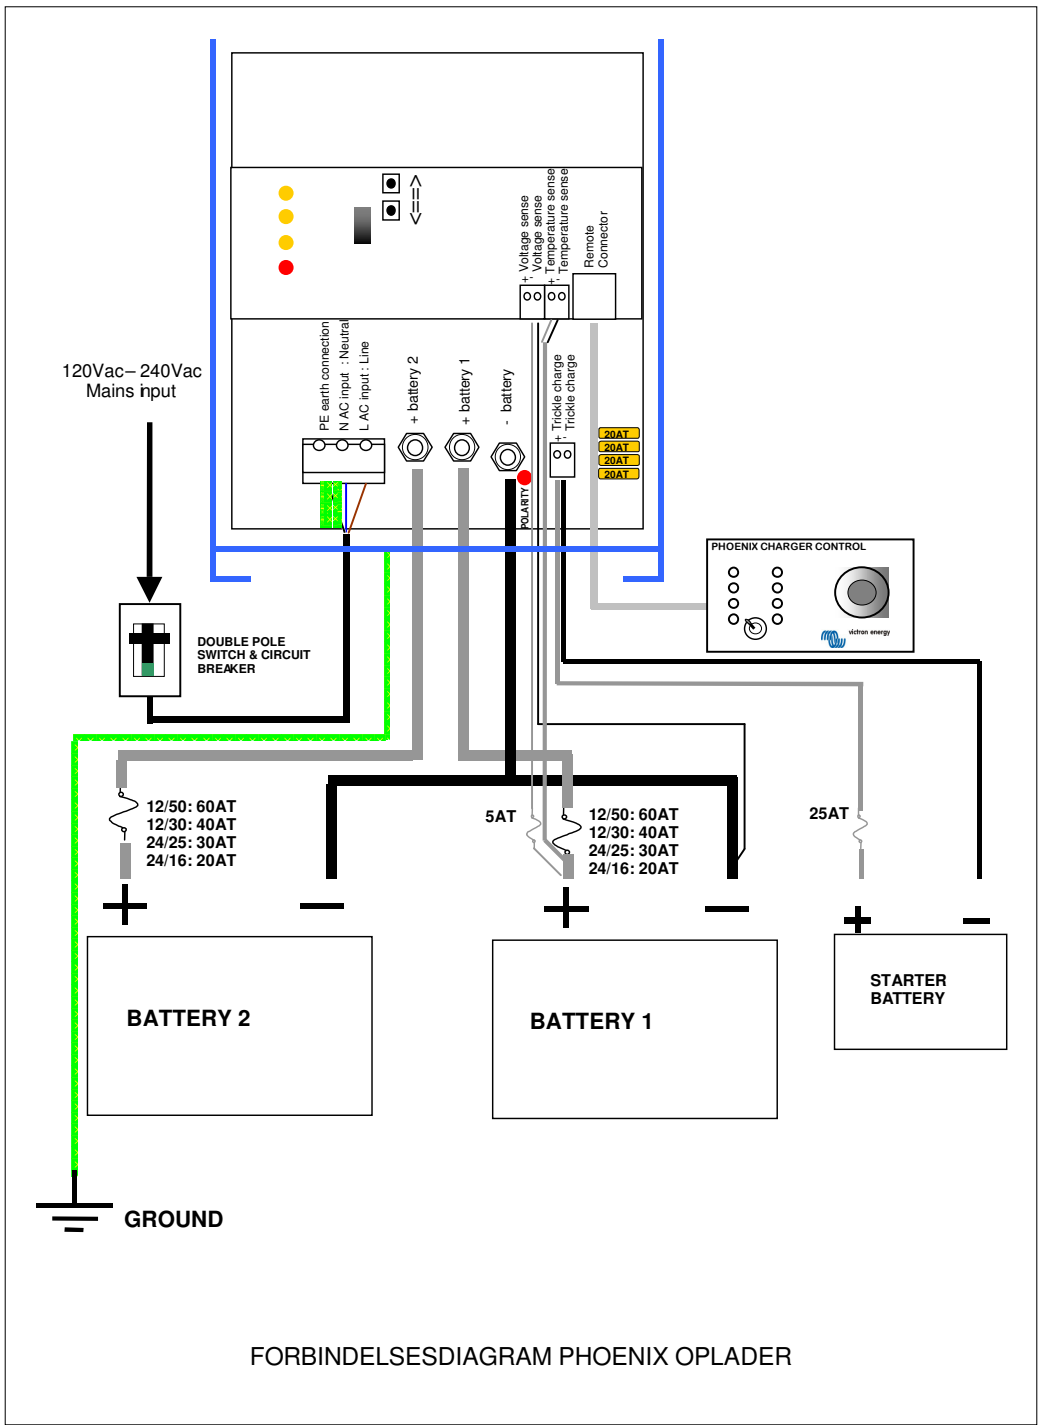 + Voltage sense
- Voltage sense
+ Temperature sense
- Temperature sense
Remote
Connector
<==>
PE earth connection
N AC input : Neutral
L AC input : Line
+ battery 2
+ battery 1
- battery
+ Trickle charge
- Trickle charge
20AT
20AT
20AT
20AT
POLARITY
120Vac– 240Vac
Mains input
DOUBLE POLE
SWITCH & CIRCUIT
BREAKER
PHOENIX CHARGER CONTROL
victron energy
12/50: 60AT
12/30: 40AT
24/25: 30AT
24/16: 20AT
5AT
12/50: 60AT
12/30: 40AT
24/25: 30AT
24/16: 20AT
25AT
+
−
+
−
+
−
BATTERY 2
BATTERY 1
STARTER
BATTERY
GROUND
FORBINDELSESDIAGRAM PHOENIX OPLADER